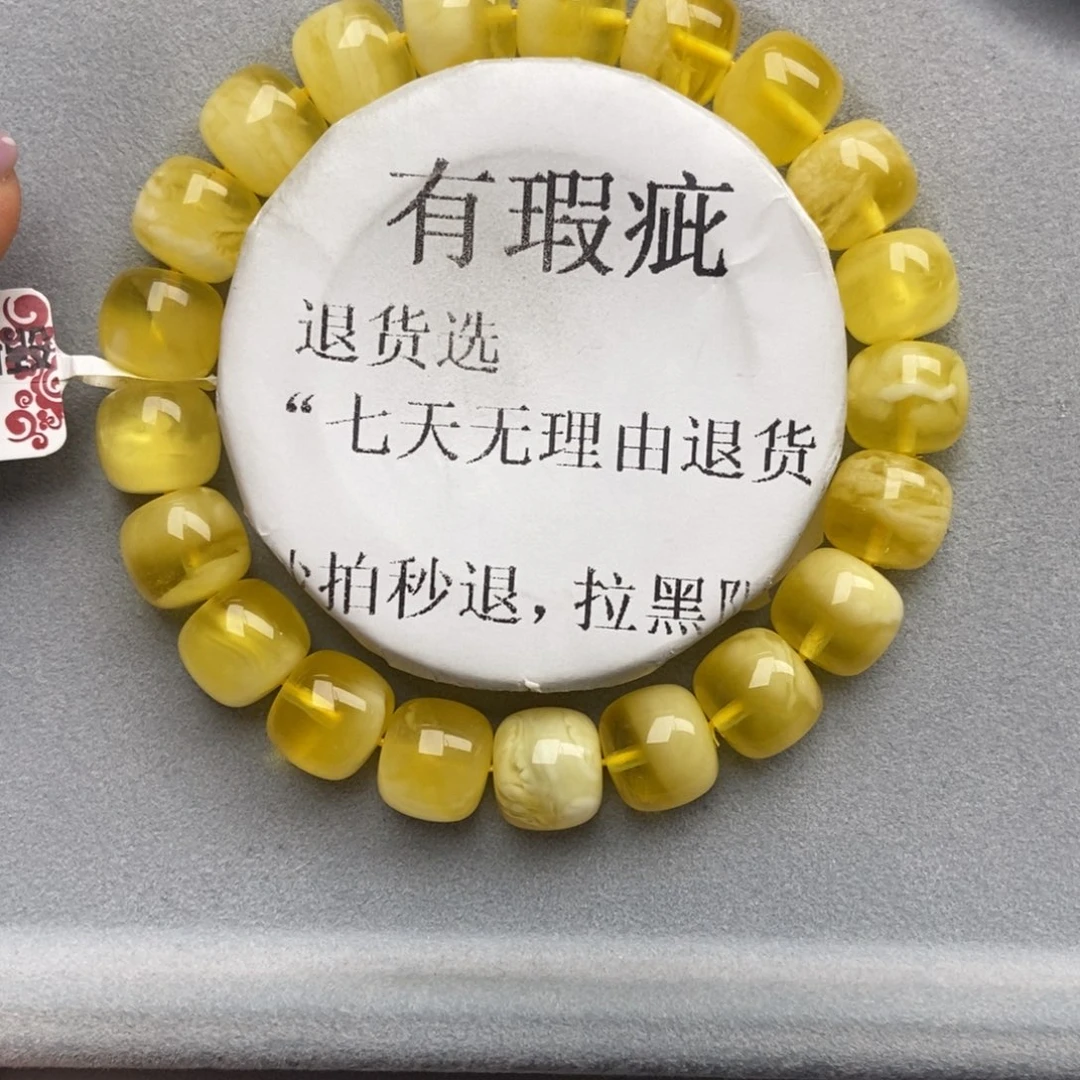 有瑕疵
退货选
“七天无理由退货
拍秒退，拉黑